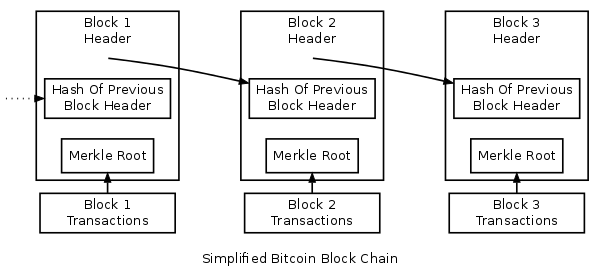 Block 1
Header
Hash Of Previous
Block Header
Merkle Root
Block 1
Transactions
Block 2
Header
Hash Of Previous
Block Header
Merkle Root
Block 2
Transactions
Block 3
Header
Hash Of Previous
Block Header
Merkle Root
Block 3
Transactions
Simplified Bitcoin Block Chain